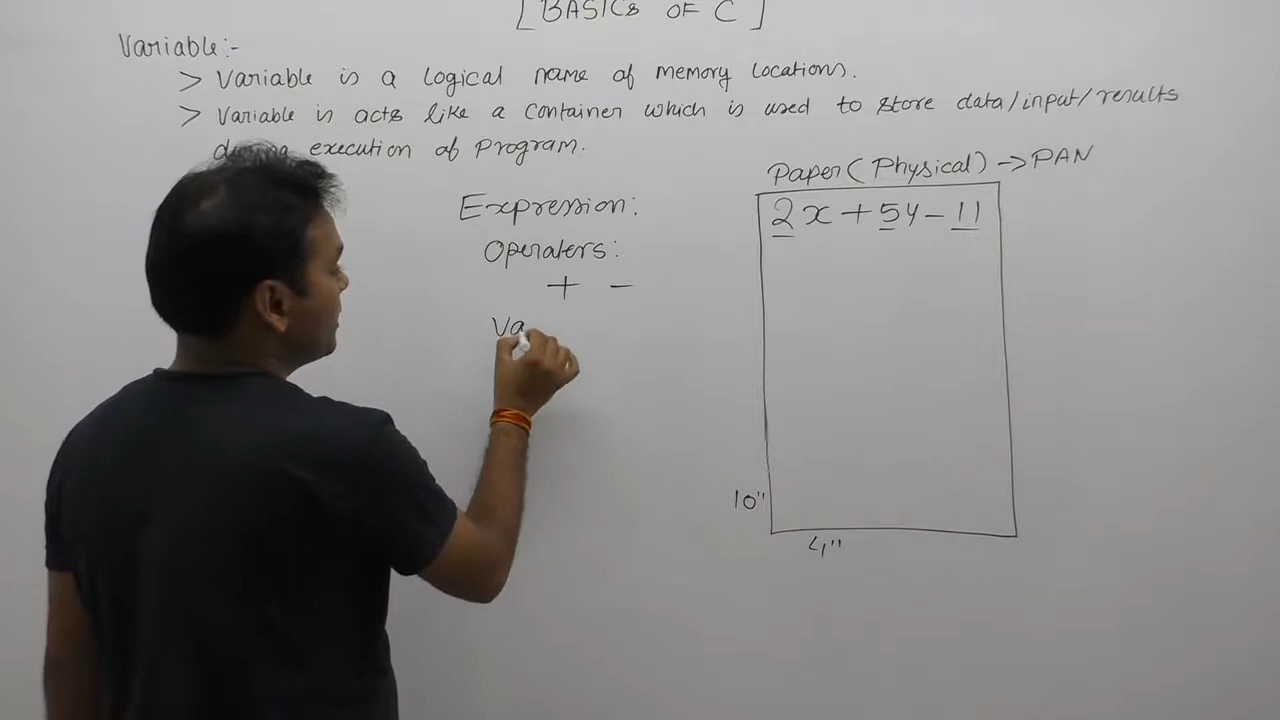 [ BASICS OF C ]
Variable:-
> Variable is a logical name of memory locations.
> Variable is acts like a container which is used to store data/input/results
during execution of program.
Paper ( Physical ) -> PAN
Expression:
2x + 5y - 11
Operaters:
+ -
Va
10"
4"